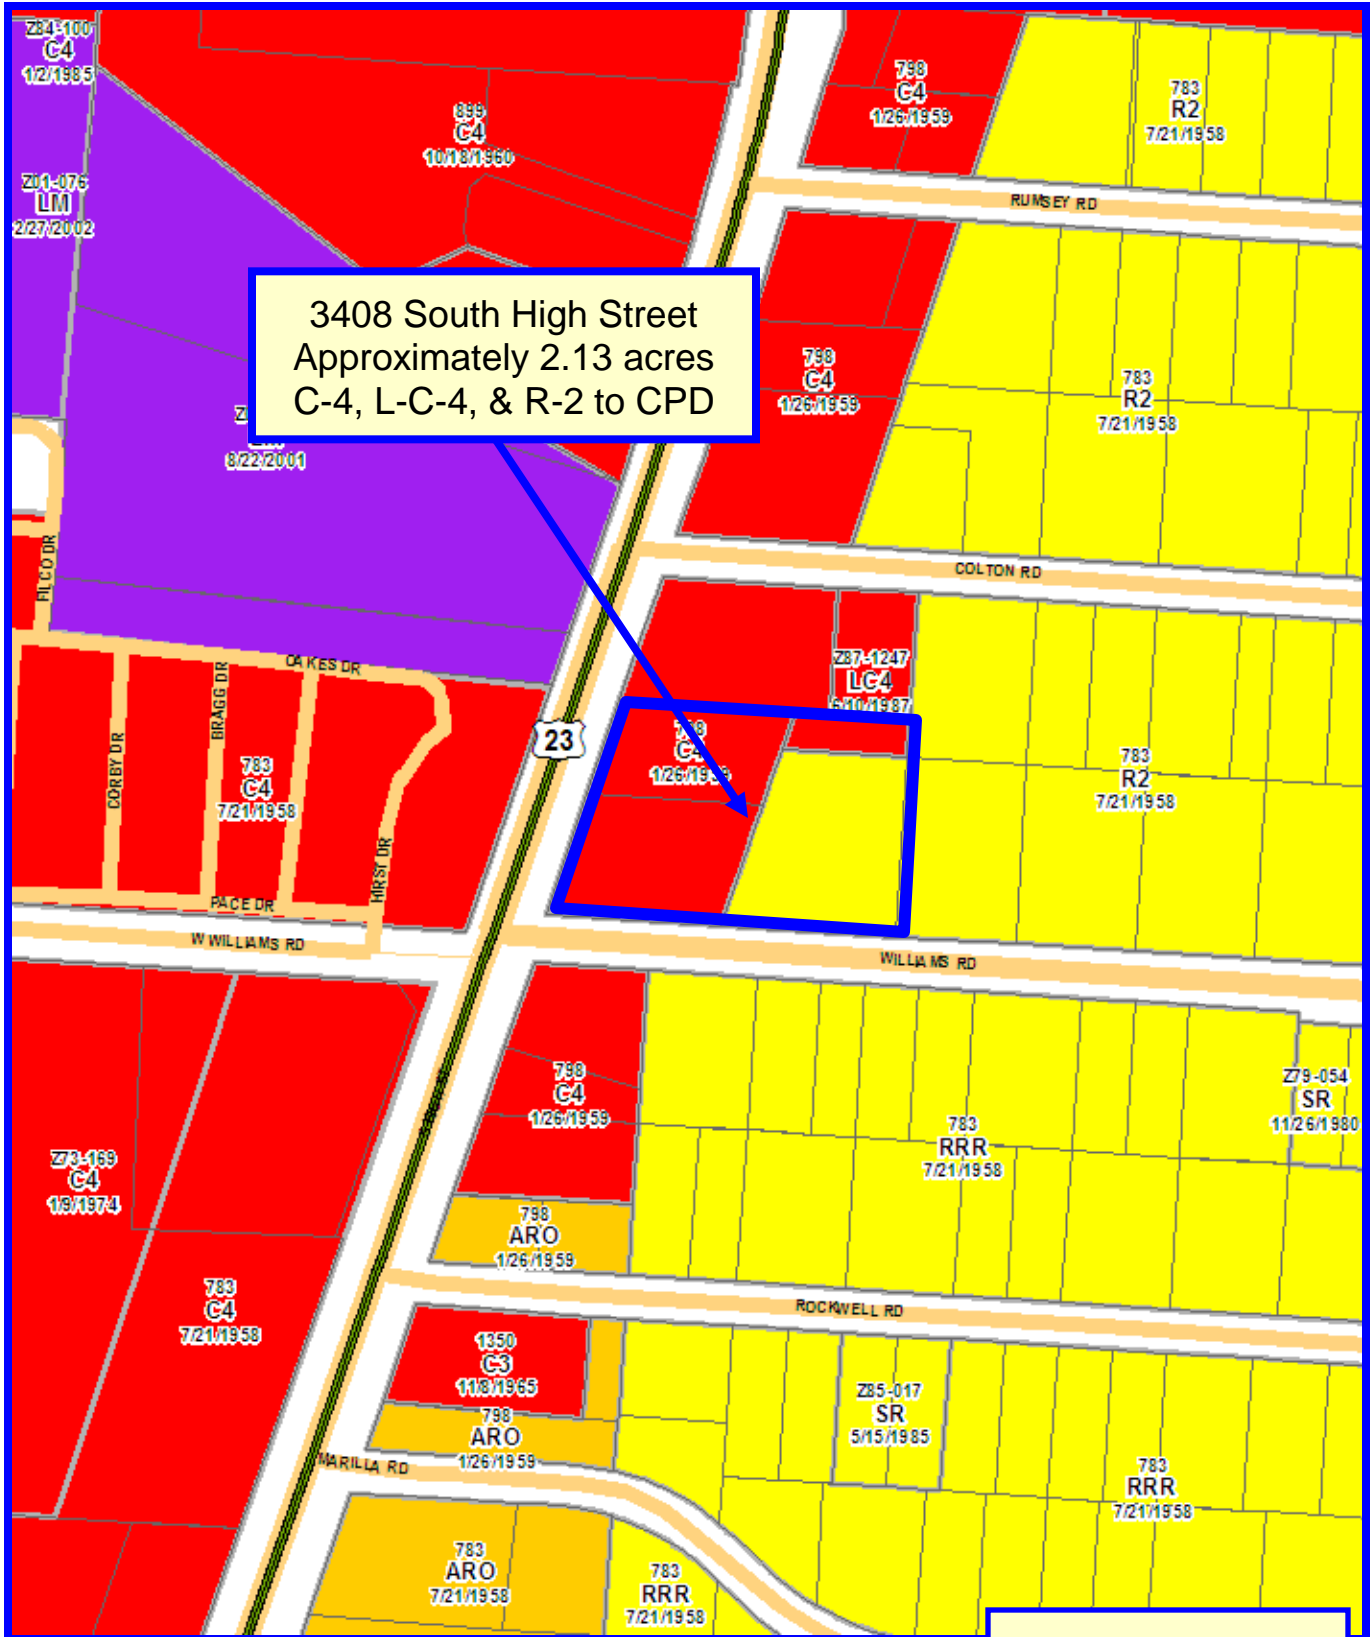 Z84-100
C4
1/2/1985
899
C4
10/18/1960
798
C4
1/26/1959
783
R2
7/21/1958
Z01-076
LM
2/27/2002
RUMSEY RD
3408 South High Street
Approximately 2.13 acres
C-4, L-C-4, & R-2 to CPD
8/22/2001
798
C4
1/26/1959
783
R2
7/21/1958
FILCO DR
COLTON RD
OAKES DR
BRAGG DR
CORBY DR
783
C4
7/21/1958
HIRST DR
PACE DR
W WILLIAMS RD
23
Z87-1247
LC4
6/10/1987
798
C4
1/26/1959
783
R2
7/21/1958
WILLIAMS RD
798
C4
1/26/1959
Z79-054
SR
11/26/1980
783
RRR
7/21/1958
Z73-169
C4
1/9/1974
798
ARO
1/26/1959
783
C4
7/21/1958
ROCKWELL RD
1350
C3
11/8/1965
Z85-017
SR
5/15/1985
798
ARO
1/26/1959
MARILLA RD
783
RRR
7/21/1958
783
ARO
7/21/1958
783
RRR
7/21/1958